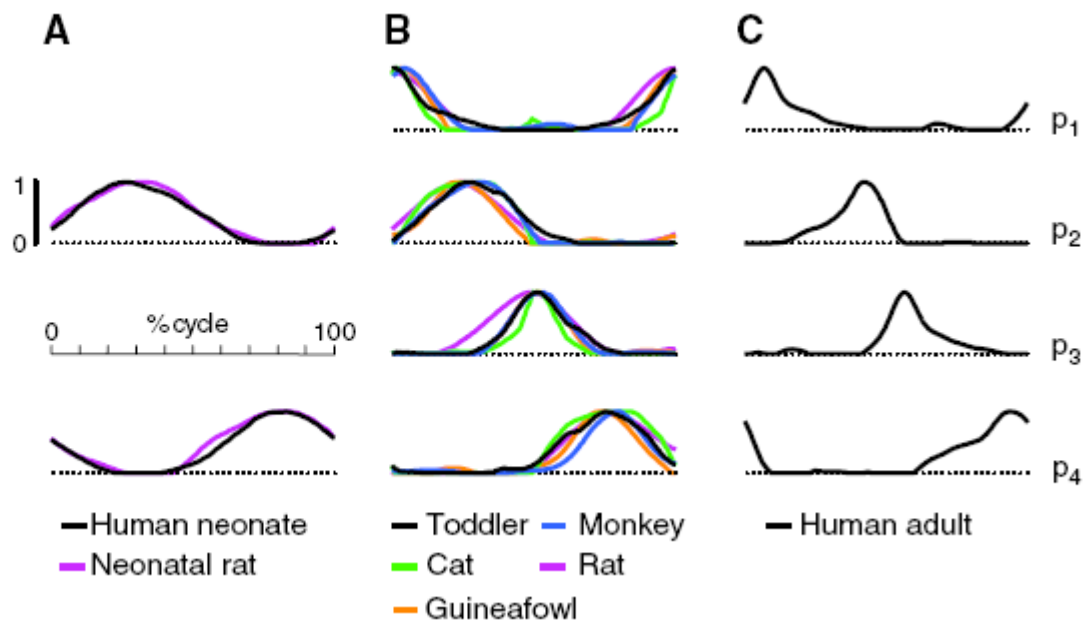 A B C
p1
1
0
p2
0 %cycle 100
p3
p4
Human neonate
Neonatal rat
Toddler Monkey
Cat Rat
Guineafowl
Human adult